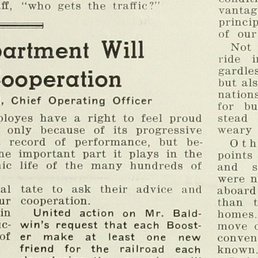 ff, "who gets the traffic?"
partment Will
ooperation
, Chief Operating Officer
ployes have a right to feel proud
only because of its progressive
record of performance, but be-
he important part it plays in the
nic life of the many hundreds of
al tate to ask their advice and
ur cooperation.
in United action on Mr. Bald-
ic- win's request that each Boost-
of er make at least one new
friend for the railroad each
vantag
princip
of our
Not
ride i
gardles
but als
nations
for bu
stead
weary
Oth
points
and s
were n
aboard
than t
homes.
move o
conven
known.